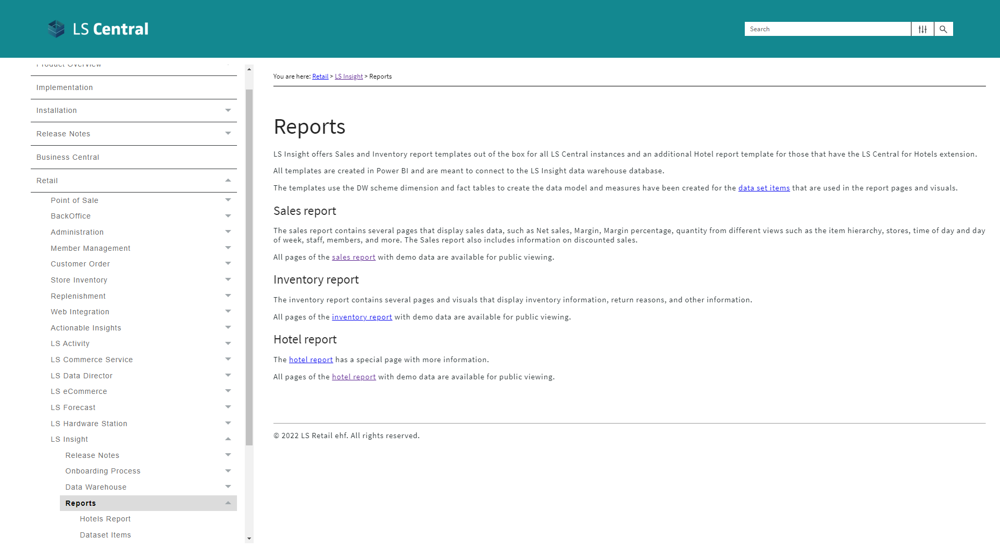 LS Central
Search
Product Overview
Implementation
Installation
Release Notes
Business Central
Retail
Point of Sale
BackOffice
Administration
Member Management
Customer Order
Store Inventory
Replenishment
Web Integration
Actionable Insights
LS Activity
LS Commerce Service
LS Data Director
LS eCommerce
LS Forecast
LS Hardware Station
LS Insight
Release Notes
Onboarding Process
Data Warehouse
Reports
Hotels Report
Dataset Items
You are here: Retail > LS Insight > Reports
Reports
LS Insight offers Sales and Inventory report templates out of the box for all LS Central instances and an additional Hotel report template for those that have the LS Central for Hotels extension.
All templates are created in Power BI and are meant to connect to the LS Insight data warehouse database.
The templates use the DW scheme dimension and fact tables to create the data model and measures have been created for the data set items that are used in the report pages and visuals.
Sales report
The sales report contains several pages that display sales data, such as Net sales, Margin, Margin percentage, quantity from different views such as the item hierarchy, stores, time of day and day
of week, staff, members, and more. The Sales report also includes information on discounted sales.
All pages of the sales report with demo data are available for public viewing.
Inventory report
The inventory report contains several pages and visuals that display inventory information, return reasons, and other information.
All pages of the inventory report with demo data are available for public viewing.
Hotel report
The hotel report has a special page with more information.
All pages of the hotel report with demo data are available for public viewing.
© 2022 LS Retail ehf. All rights reserved.